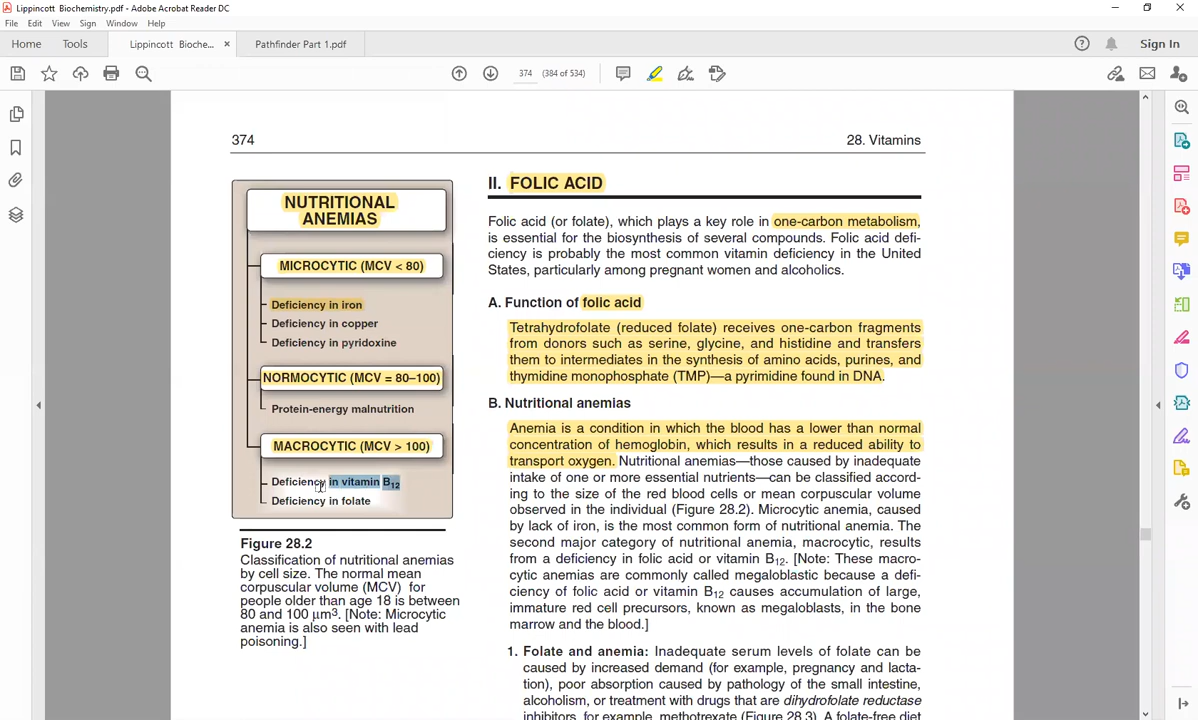 Lippincott Biochemistry.pdf - Adobe Acrobat Reader DC
File Edit View Sign Window Help
Home Tools Lippincott Bioche... × Pathfinder Part 1.pdf Sign In
374 (384 of 534)
374 28. Vitamins
NUTRITIONAL
ANEMIAS
MICROCYTIC (MCV < 80)
Deficiency in iron
Deficiency in copper
Deficiency in pyridoxine
NORMOCYTIC (MCV = 80–100)
Protein-energy malnutrition
MACROCYTIC (MCV > 100)
Deficiency in vitamin B12
Deficiency in folate
Figure 28.2
Classification of nutritional anemias
by cell size. The normal mean
corpuscular volume (MCV) for
people older than age 18 is between
80 and 100 μm³. [Note: Microcytic
anemia is also seen with lead
poisoning.]
II. FOLIC ACID
Folic acid (or folate), which plays a key role in one-carbon metabolism,
is essential for the biosynthesis of several compounds. Folic acid defi-
ciency is probably the most common vitamin deficiency in the United
States, particularly among pregnant women and alcoholics.
A. Function of folic acid
Tetrahydrofolate (reduced folate) receives one-carbon fragments
from donors such as serine, glycine, and histidine and transfers
them to intermediates in the synthesis of amino acids, purines, and
thymidine monophosphate (TMP)—a pyrimidine found in DNA.
B. Nutritional anemias
Anemia is a condition in which the blood has a lower than normal
concentration of hemoglobin, which results in a reduced ability to
transport oxygen. Nutritional anemias—those caused by inadequate
intake of one or more essential nutrients—can be classified accord-
ing to the size of the red blood cells or mean corpuscular volume
observed in the individual (Figure 28.2). Microcytic anemia, caused
by lack of iron, is the most common form of nutritional anemia. The
second major category of nutritional anemia, macrocytic, results
from a deficiency in folic acid or vitamin B12. [Note: These macro-
cytic anemias are commonly called megaloblastic because a defi-
ciency of folic acid or vitamin B12 causes accumulation of large,
immature red cell precursors, known as megaloblasts, in the bone
marrow and the blood.]
1. Folate and anemia: Inadequate serum levels of folate can be
caused by increased demand (for example, pregnancy and lacta-
tion), poor absorption caused by pathology of the small intestine,
alcoholism, or treatment with drugs that are dihydrofolate reductase
inhibitors, for example, methotrexate (Figure 28.3). A folate-free diet